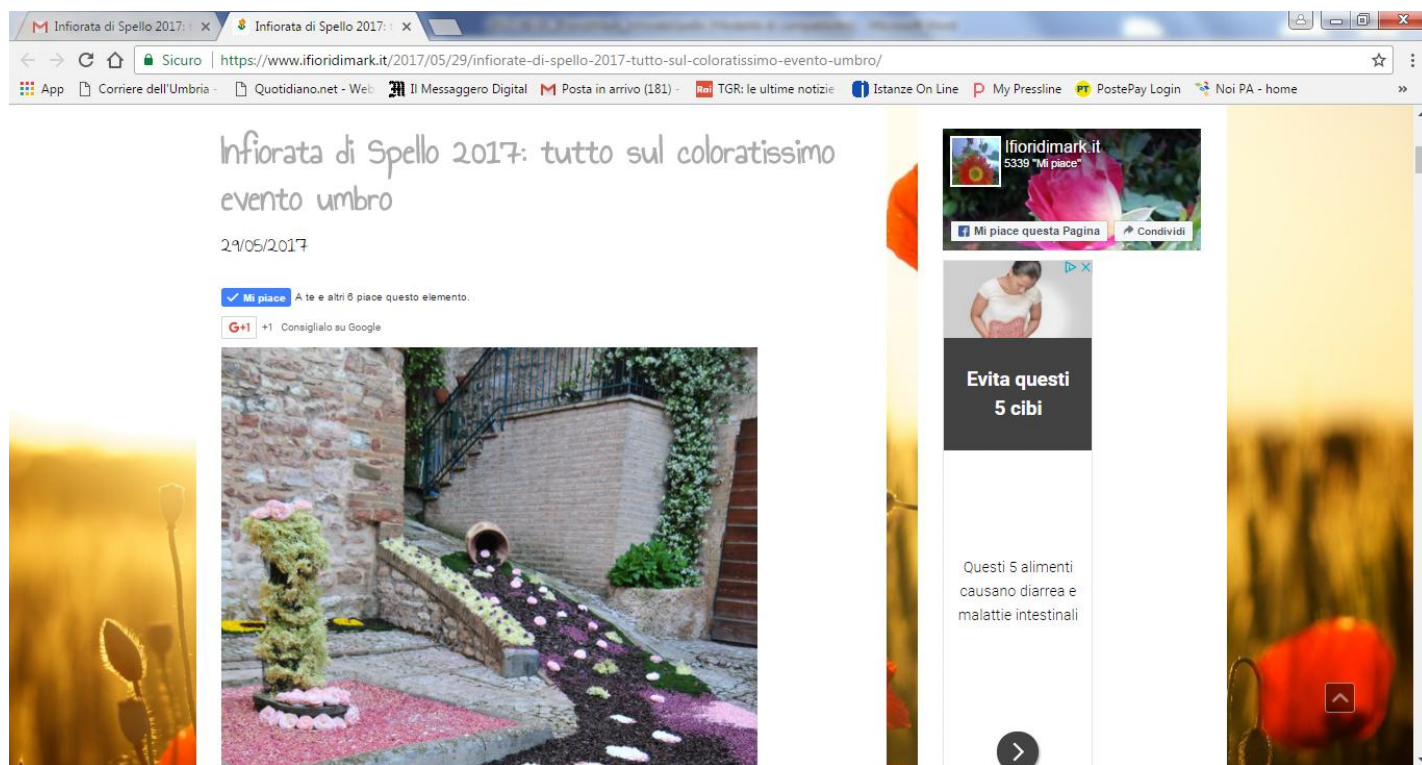 Infiorata di Spello 2017: t
Infiorata di Spello 2017: t
Sicuro
https://www.ifioridimark.it/2017/05/29/infiorate-di-spello-2017-tutto-sul-coloratissimo-evento-umbro/
App Corriere dell'Umbria - Quotidiano.net - Web Il Messaggero Digital Posta in arrivo (181) - Rai TGR: le ultime notizie Istanze On Line My Pressline PT PostePay Login Noi PA - home »
Infiorata di Spello 2017: tutto sul coloratissimo
evento umbro
29/05/2017
Mi piace A te e altri 6 piace questo elemento.
G+1 +1 Consiglialo su Google
Ifioridimark.it
5339 "Mi piace"
Mi piace questa Pagina Condividi
Evita questi
5 cibi
Questi 5 alimenti
causano diarrea e
malattie intestinali